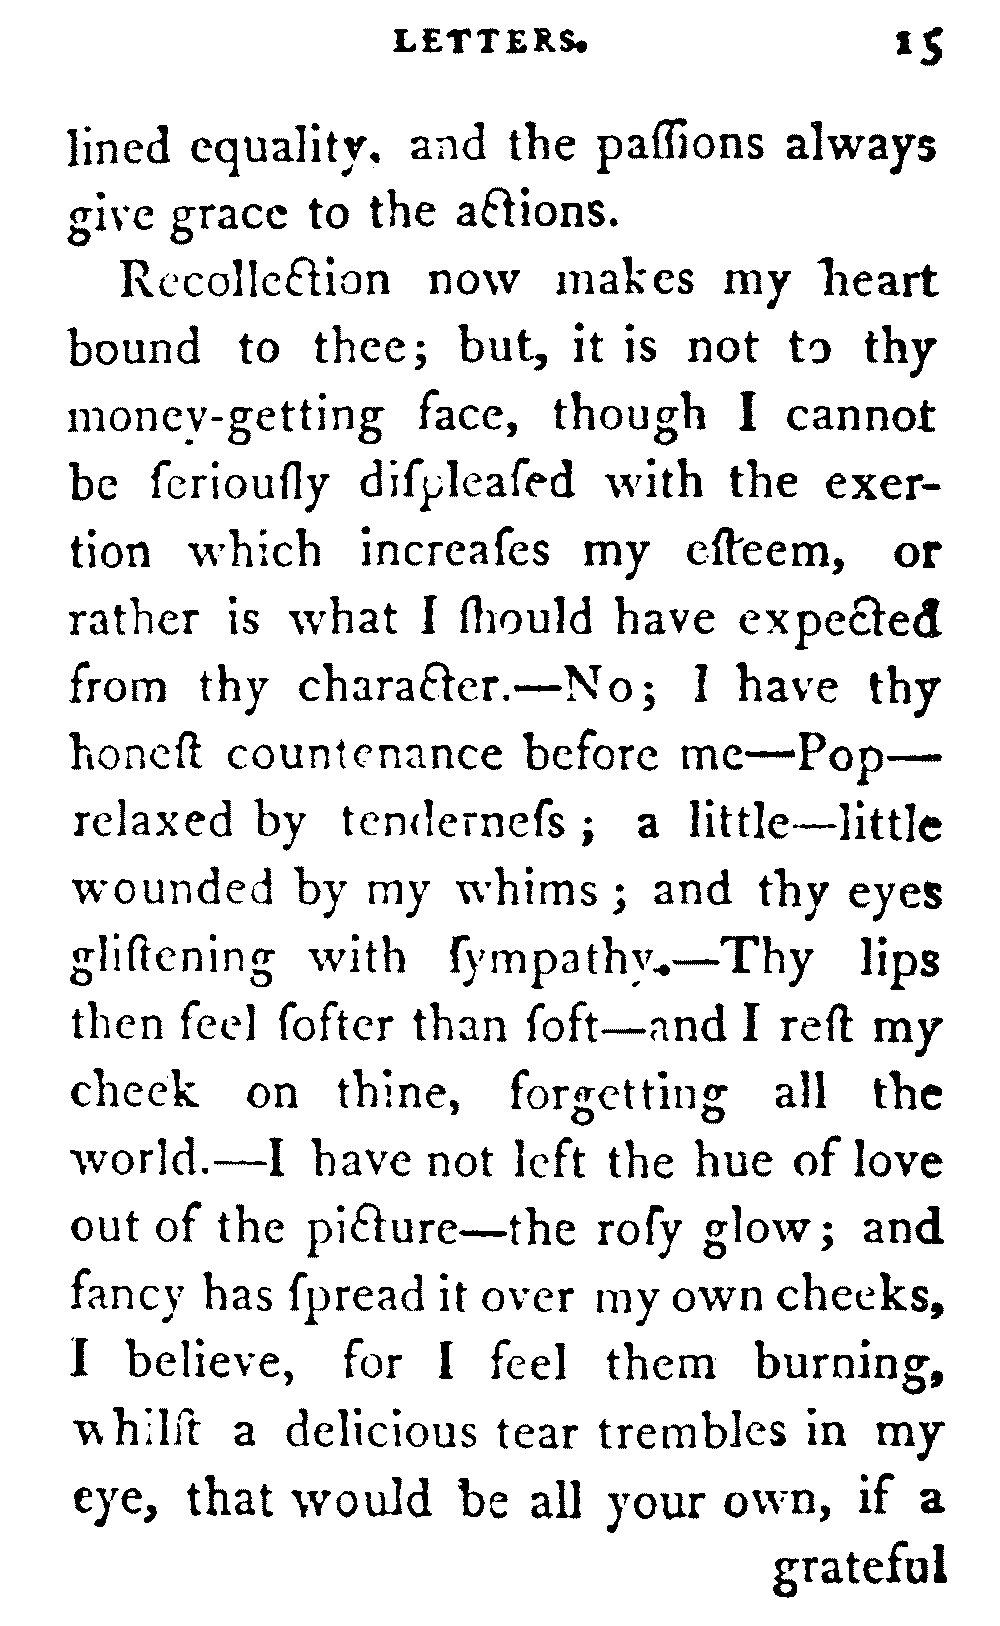 LETTERS. 15
lined equality, and the paſſions always
give grace to the actions.
Recollection now makes my heart
bound to thee; but, it is not to thy
money-getting face, though I cannot
be ſeriouſly diſpleaſed with the exer-
tion which increaſes my eſteem, or
rather is what I ſhould have expected
from thy character.—No; I have thy
honeſt countenance before me—Pop—
relaxed by tenderneſs; a little—little
wounded by my whims; and thy eyes
gliſtening with ſympathy.—Thy lips
then feel ſofter than ſoft—and I reſt my
cheek on thine, forgetting all the
world.—I have not left the hue of love
out of the picture—the roſy glow; and
fancy has ſpread it over my own cheeks,
I believe, for I feel them burning,
whilſt a delicious tear trembles in my
eye, that would be all your own, if a
grateful